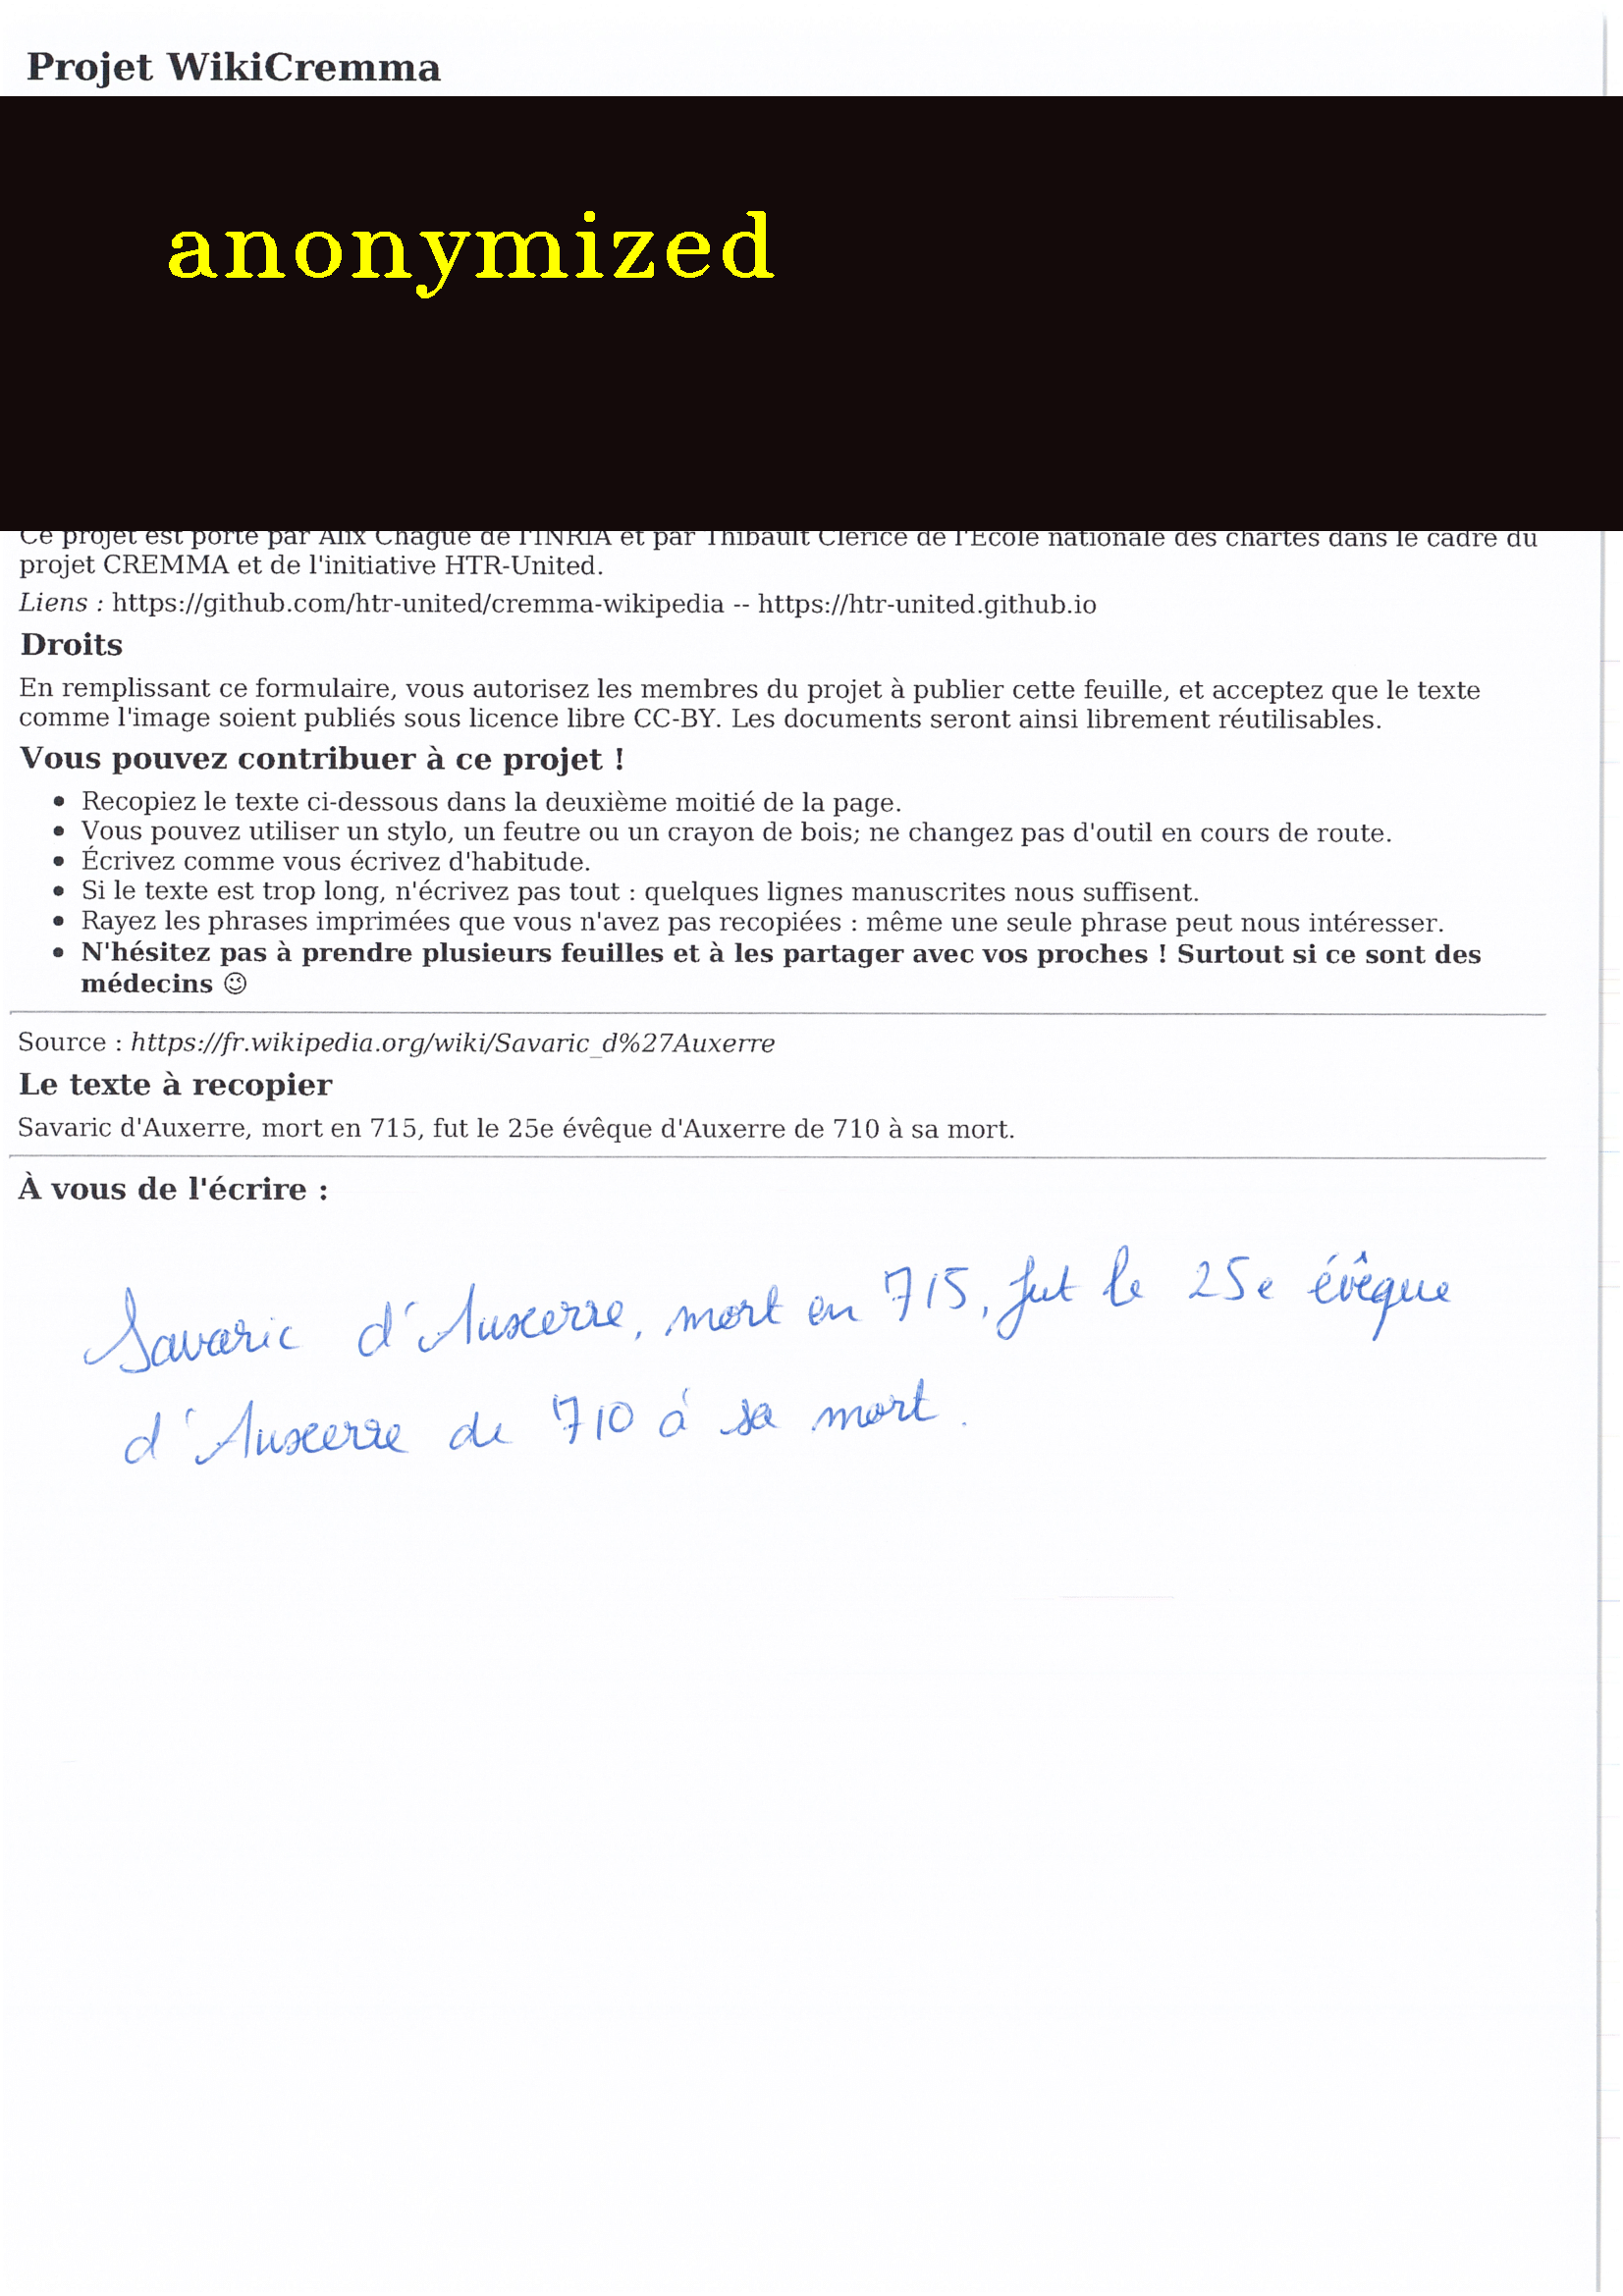 Projet WikiCremma
anonymized
Ce projet est porté par Alix Chagué de l'INRIA et par Thibault Clérice de l'École nationale des chartes dans le cadre du
projet CREMMA et de l'initiative HTR-United.
Liens : https://github.com/htr-united/cremma-wikipedia -- https://htr-united.github.io
Droits
En remplissant ce formulaire, vous autorisez les membres du projet à publier cette feuille, et acceptez que le texte
comme l'image soient publiés sous licence libre CC-BY. Les documents seront ainsi librement réutilisables.
Vous pouvez contribuer à ce projet !
• Recopiez le texte ci-dessous dans la deuxième moitié de la page.
• Vous pouvez utiliser un stylo, un feutre ou un crayon de bois; ne changez pas d'outil en cours de route.
• Écrivez comme vous écrivez d'habitude.
• Si le texte est trop long, n'écrivez pas tout : quelques lignes manuscrites nous suffisent.
• Rayez les phrases imprimées que vous n'avez pas recopiées : même une seule phrase peut nous intéresser.
• N'hésitez pas à prendre plusieurs feuilles et à les partager avec vos proches ! Surtout si ce sont des
médecins 😉
Source : https://fr.wikipedia.org/wiki/Savaric_d%27Auxerre
Le texte à recopier
Savaric d'Auxerre, mort en 715, fut le 25e évêque d'Auxerre de 710 à sa mort.
À vous de l'écrire :
Savaric d'Auxerre, mort en 715, fut le 25e évêque
d'Auxerre de 710 à sa mort.